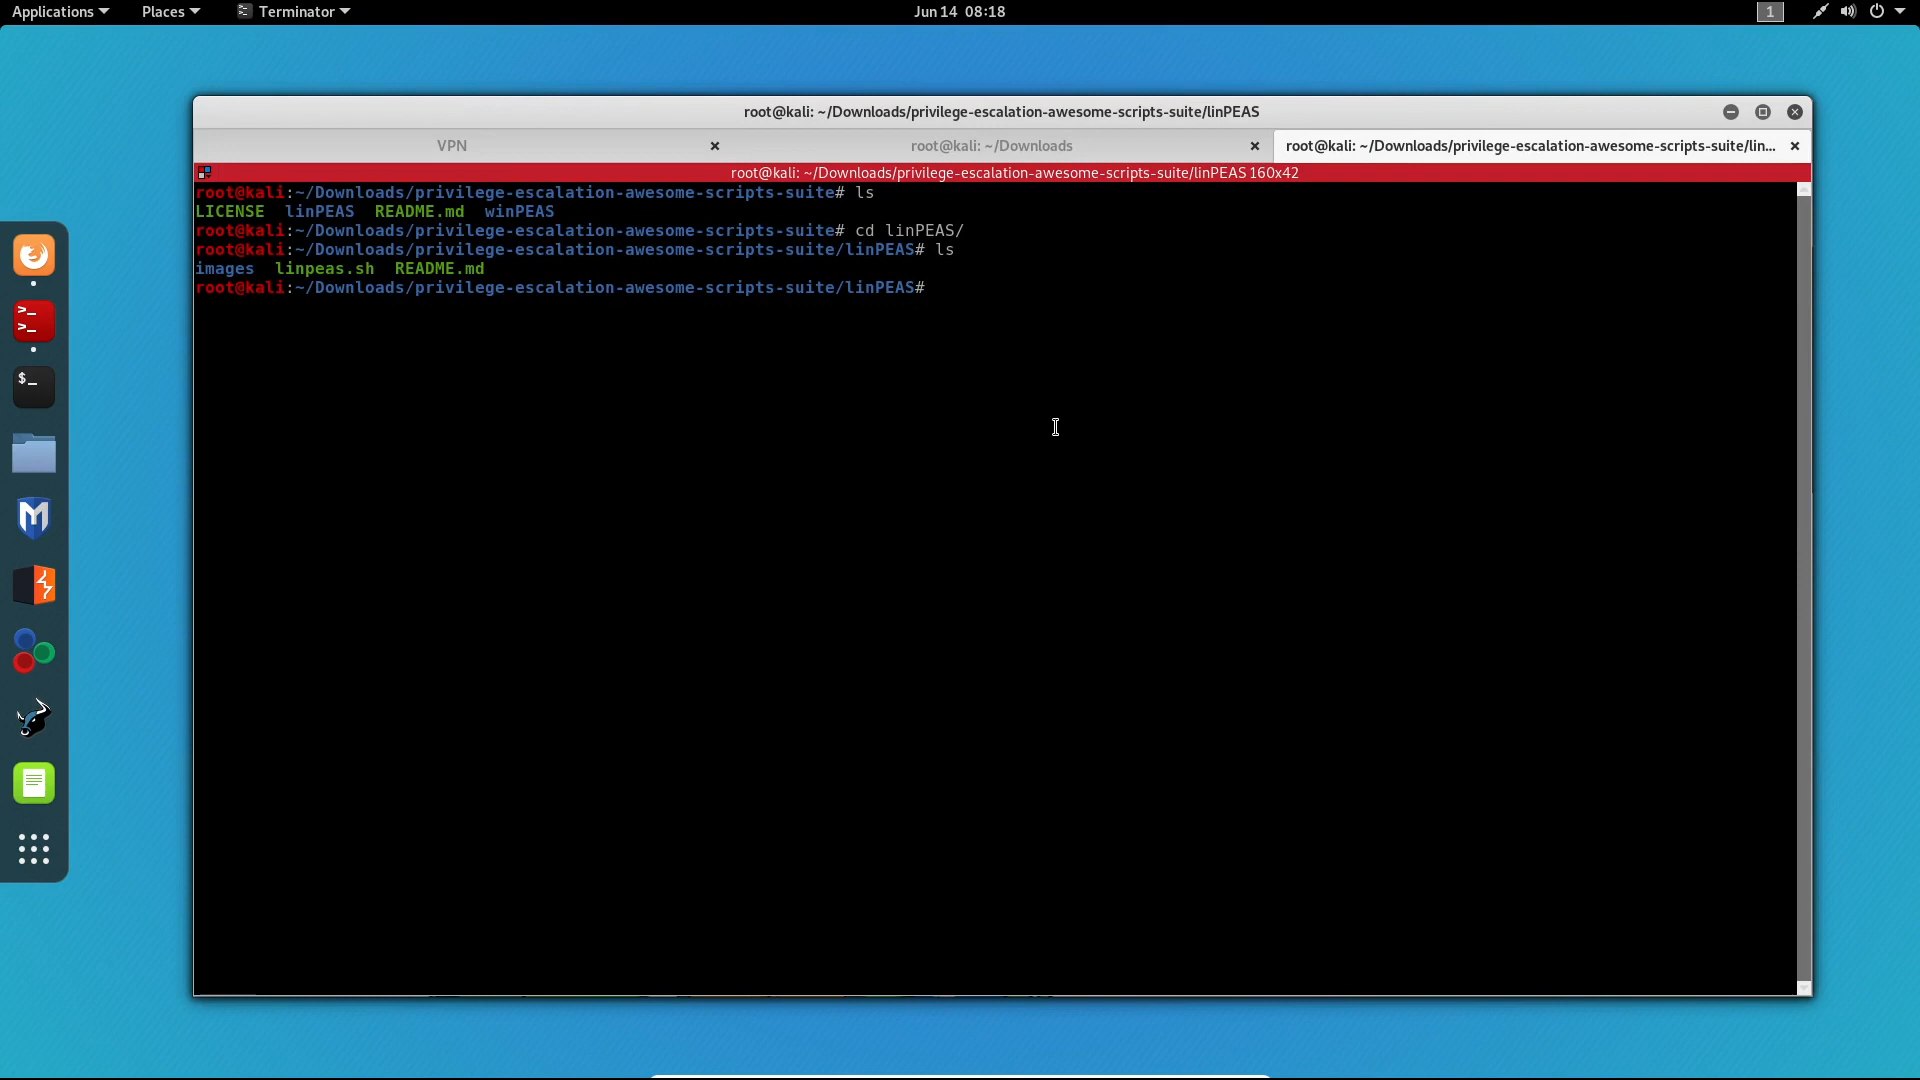 Applications Places Terminator Jun 14 08:18 1
root@kali: ~/Downloads/privilege-escalation-awesome-scripts-suite/linPEAS
VPN root@kali: ~/Downloads root@kali: ~/Downloads/privilege-escalation-awesome-scripts-suite/lin...
root@kali: ~/Downloads/privilege-escalation-awesome-scripts-suite/linPEAS 160x42
root@kali:~/Downloads/privilege-escalation-awesome-scripts-suite# ls
LICENSE linPEAS README.md winPEAS
root@kali:~/Downloads/privilege-escalation-awesome-scripts-suite# cd linPEAS/
root@kali:~/Downloads/privilege-escalation-awesome-scripts-suite/linPEAS# ls
images linpeas.sh README.md
root@kali:~/Downloads/privilege-escalation-awesome-scripts-suite/linPEAS#